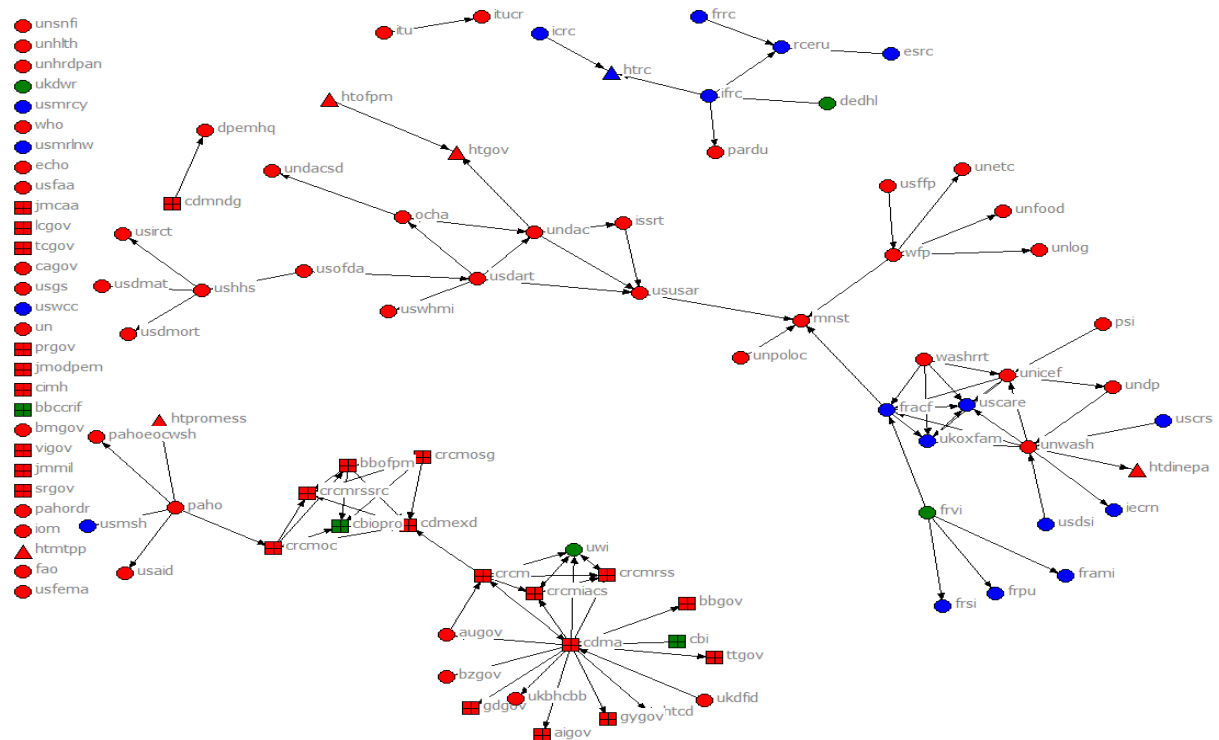 unsnfi
unhlth
unhrdpan
ukdwr
usmrcy
who
usmrlnw
echo
usfaa
jmcaa
lcgov
tcgov
cagov
usgs
uswcc
un
prgov
jmodpem
cimh
bbccrif
bmgov
vigov
jmmil
srgov
pahordr
iom
htmtpp
fao
usfema
itu
itucr
icrc
frrc
rceru
esrc
htrc
ifrc
dedhl
pardu
htofpm
htgov
dpemhq
cdmndg
undacsd
ocha
undac
issrt
usirct
usofda
usdmat
ushhs
usdart
usdmort
uswhmi
ususar
mnst
unpoloc
usffp
unetc
unfood
wfp
unlog
psi
washrrt
unicef
undp
fracf
uscare
uscrs
ukoxfam
unwash
htdinepa
usdsi
iecrn
frvi
frami
frpu
frsi
htpromess
pahoeocwsh
paho
usmsh
usaid
bbofpm
crcmosg
crcmrssrc
cbiopro
cdmexd
crcmoc
uwi
crcm
crcmrss
crcmiacs
bbgov
augov
cdma
cbi
ttgov
bzgov
ukbhcbb
ukdfid
gdgov
gygov
htcd
aigov